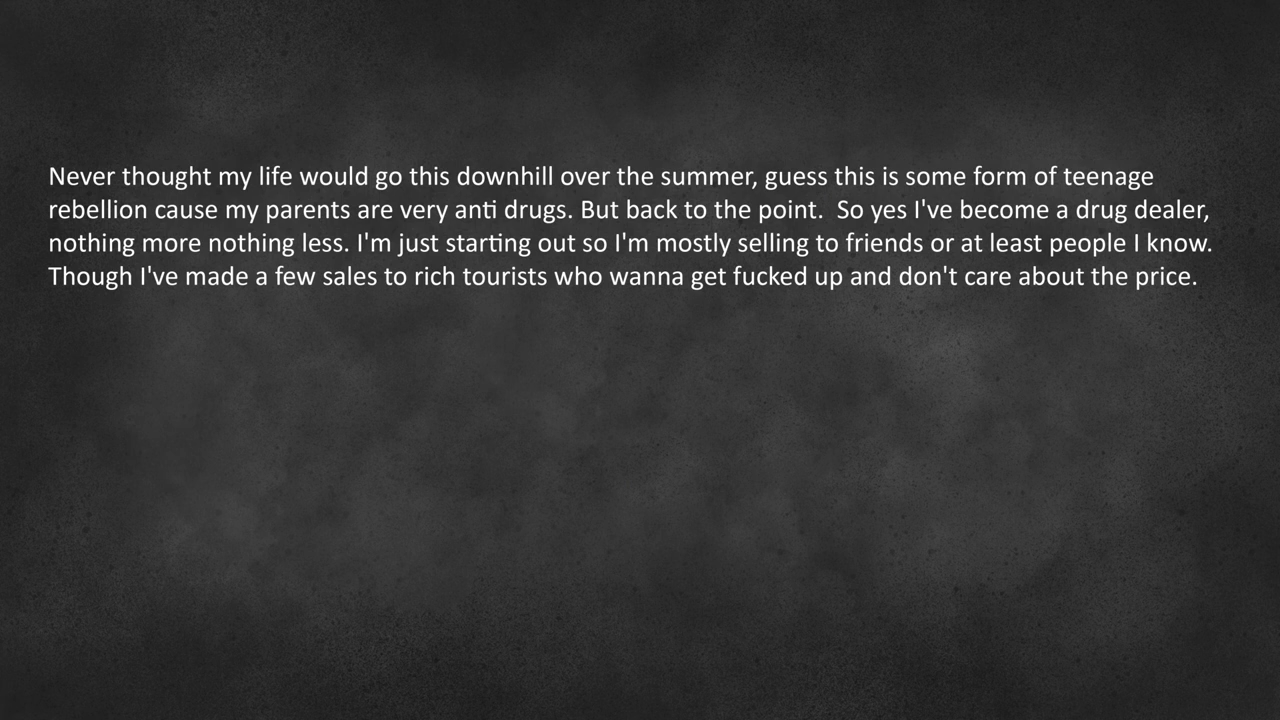 Never thought my life would go this downhill over the summer, guess this is some form of teenage
rebellion cause my parents are very anti drugs. But back to the point.  So yes I've become a drug dealer,
nothing more nothing less. I'm just starting out so I'm mostly selling to friends or at least people I know.
Though I've made a few sales to rich tourists who wanna get fucked up and don't care about the price.